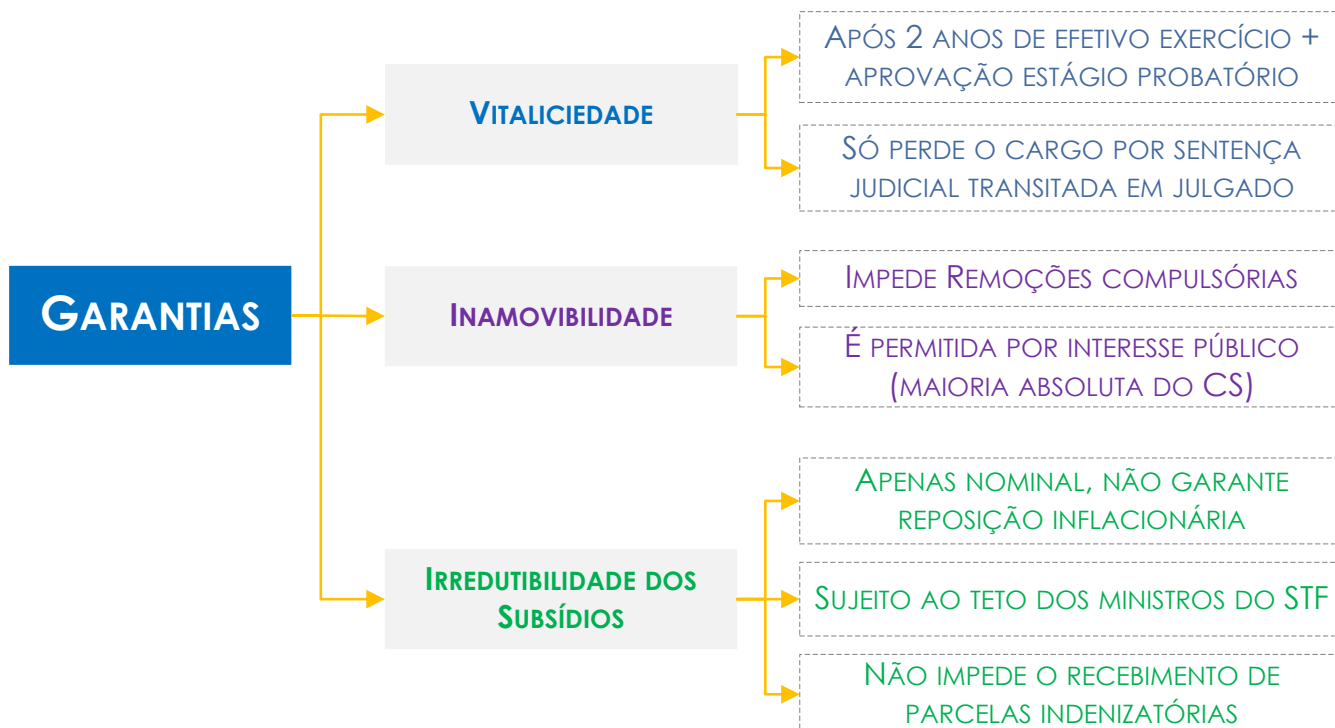 GARANTIAS
VITALICIEDADE
APÓS 2 ANOS DE EFETIVO EXERCÍCIO +
APROVAÇÃO ESTÁGIO PROBATÓRIO
SÓ PERDE O CARGO POR SENTENÇA
JUDICIAL TRANSITADA EM JULGADO
INAMOVIBILIDADE
IMPEDE REMOÇÕES COMPULSÓRIAS
É PERMITIDA POR INTERESSE PÚBLICO
(MAIORIA ABSOLUTA DO CS)
IRREDUTIBILIDADE DOS
SUBSÍDIOS
APENAS NOMINAL, NÃO GARANTE
REPOSIÇÃO INFLACIONÁRIA
SUJEITO AO TETO DOS MINISTROS DO STF
NÃO IMPEDE O RECEBIMENTO DE
PARCELAS INDENIZATÓRIAS